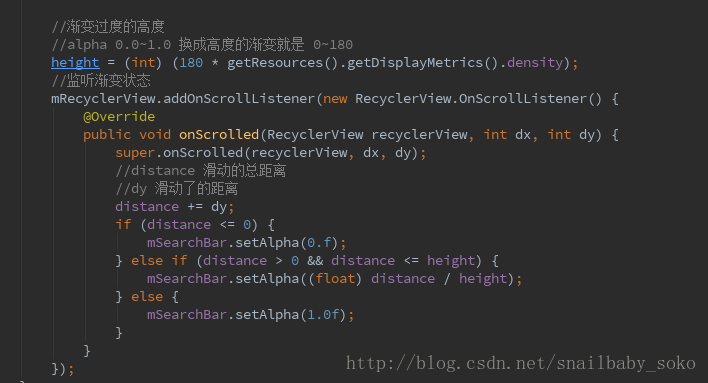 //渐变过度的高度
//alpha 0.0~1.0 换成高度的渐变就是 0~180
height = (int) (180 * getResources().getDisplayMetrics().density);
//监听渐变状态
mRecyclerView.addOnScrollListener(new RecyclerView.OnScrollListener() {
@Override
public void onScrolled(RecyclerView recyclerView, int dx, int dy) {
super.onScrolled(recyclerView, dx, dy);
//distance 滑动的总距离
//dy 滑动了的距离
distance += dy;
if (distance <= 0) {
mSearchBar.setAlpha(0.f);
} else if (distance > 0 && distance <= height) {
mSearchBar.setAlpha((float) distance / height);
} else {
mSearchBar.setAlpha(1.0f);
}
}
});
http://blog.csdn.net/snailbaby_soko